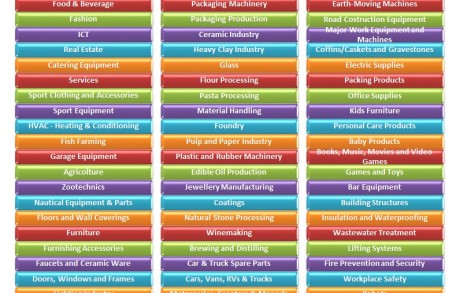 Food & Beverage
Fashion
ICT
Real Estate
Catering Equipment
Services
Sport Clothing and Accessories
Sport Equipment
HVAC - Heating & Conditioning
Fish Farming
Garage Equipment
Agriculture
Zootechnics
Nautical Equipment & Parts
Floors and Wall Coverings
Furniture
Furnishing Accessories
Faucets and Ceramic Ware
Doors, Windows and Frames
Packaging Machinery
Packaging Production
Ceramic Industry
Heavy Clay Industry
Glass
Flour Processing
Pasta Processing
Material Handling
Foundry
Pulp and Paper Industry
Plastic and Rubber Machinery
Edible Oil Production
Jewellery Manufacturing
Coatings
Natural Stone Processing
Winemaking
Brewing and Distilling
Car & Truck Spare Parts
Cars, Vans, RVs & Trucks
Earth-Moving Machines
Road Costruction Equipment
Major Work Equipment and
Machines
Coffins/Caskets and Gravestones
Electric Supplies
Packing Products
Office Supplies
Kids Furniture
Personal Care Products
Baby Products
Books, Music, Movies and Video
Games
Games and Toys
Bar Equipment
Building Structures
Insulation and Waterproofing
Wastewater Treatment
Lifting Systems
Fire Prevention and Security
Workplace Safety